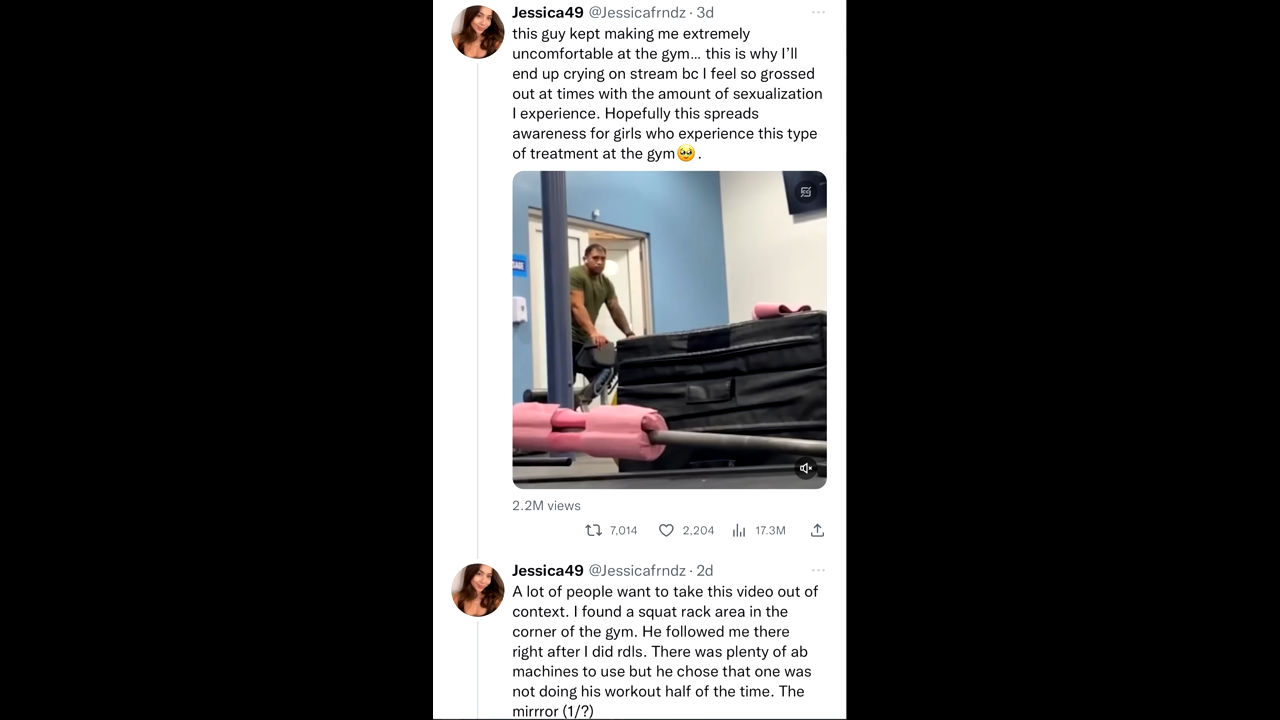 Jessica49 @Jessicafrndz · 3d
this guy kept making me extremely
uncomfortable at the gym... this is why I'll
end up crying on stream bc I feel so grossed
out at times with the amount of sexualization
I experience. Hopefully this spreads
awareness for girls who experience this type
of treatment at the gym🥹 .
2.2M views
7,014 2,204 17.3M
Jessica49 @Jessicafrndz · 2d
A lot of people want to take this video out of
context. I found a squat rack area in the
corner of the gym. He followed me there
right after I did rdls. There was plenty of ab
machines to use but he chose that one was
not doing his workout half of the time. The
mirrror (1/?)